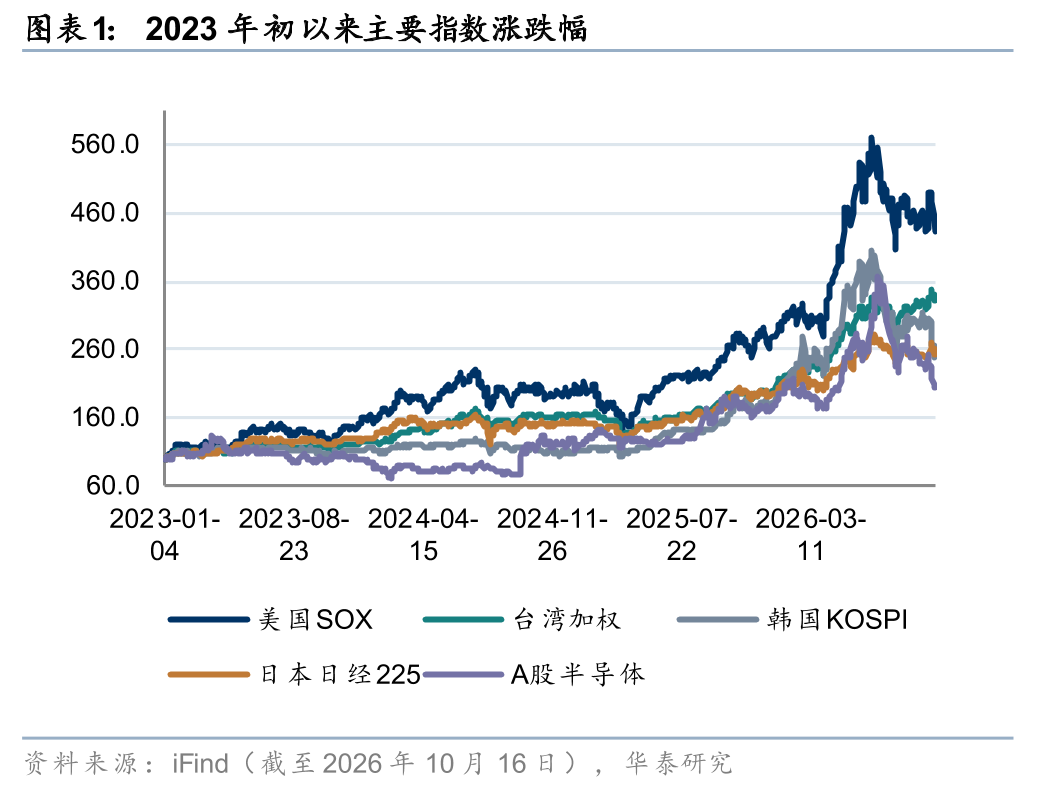 图表1： 2023 年初以来主要指数涨跌幅
560.0
460.0
360.0
260.0
160.0
60.0
2023-01-04
2023-08-23
2024-04-15
2024-11-26
2025-07-22
2026-03-11
美国SOX
台湾加权
韩国KOSPI
日本日经225
A股半导体
资料来源：iFind（截至2026年10月16日），华泰研究